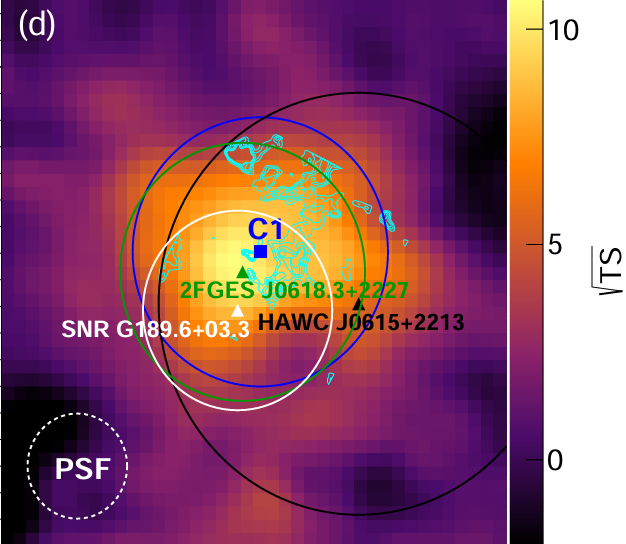 (d)
10
C1
5
√TS
2FGES J0618.3+2227
SNR G189.6+03.3
HAWC J0615+2213
0
PSF